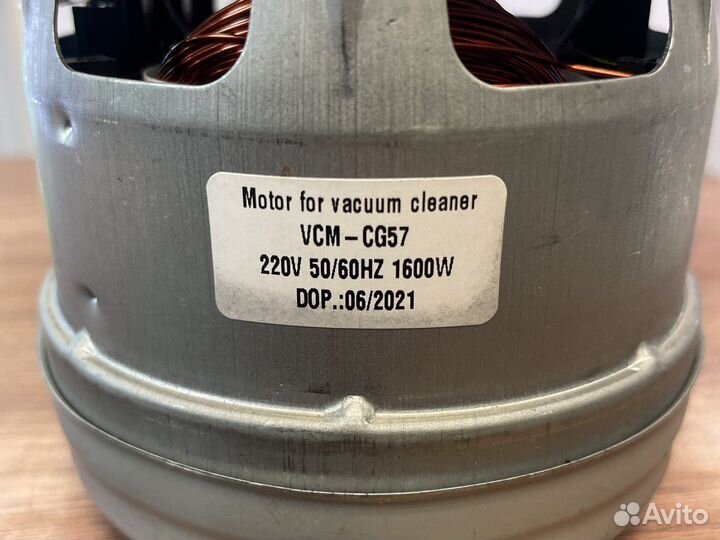 Motor for vacuum cleaner
VCM-CG57
220V 50/60HZ 1600W
DOP.:06/2021
Avito